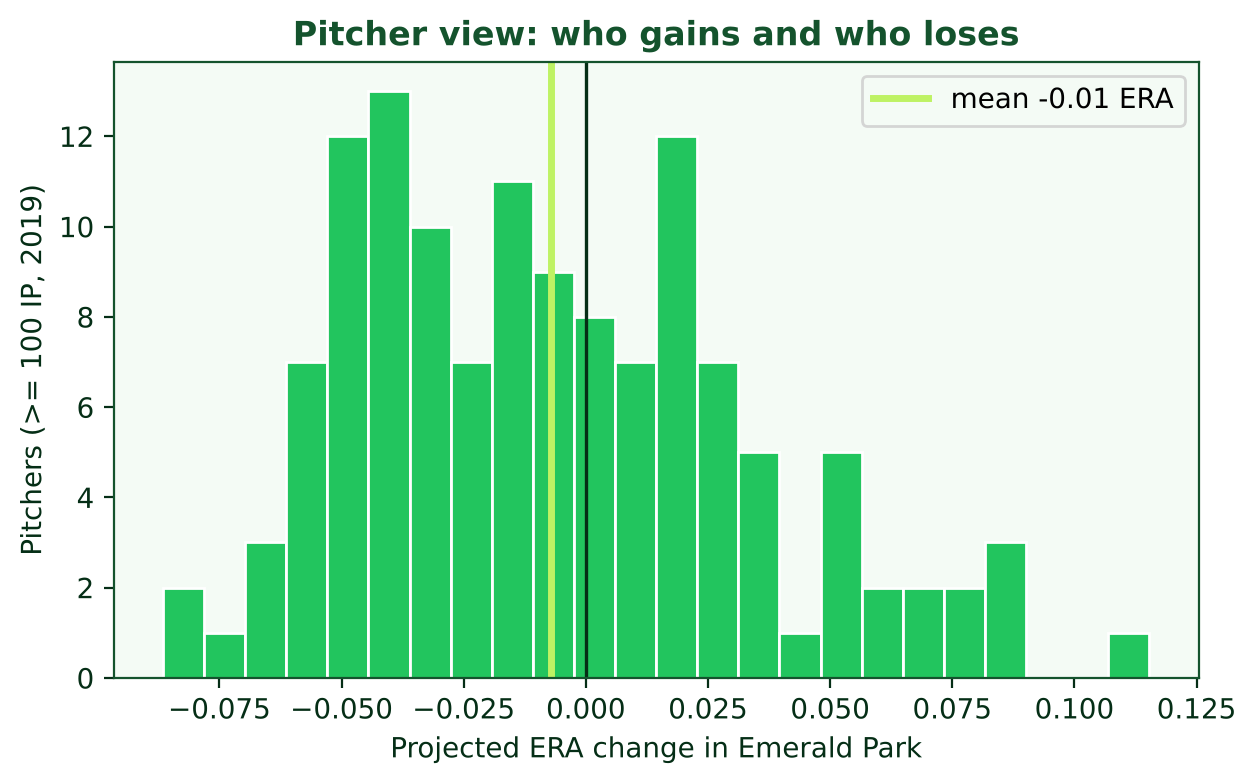 Pitcher view: who gains and who loses
mean -0.01 ERA
Pitchers (>= 100 IP, 2019)
12
10
8
6
4
2
0
−0.075 −0.050 −0.025 0.000 0.025 0.050 0.075 0.100 0.125
Projected ERA change in Emerald Park